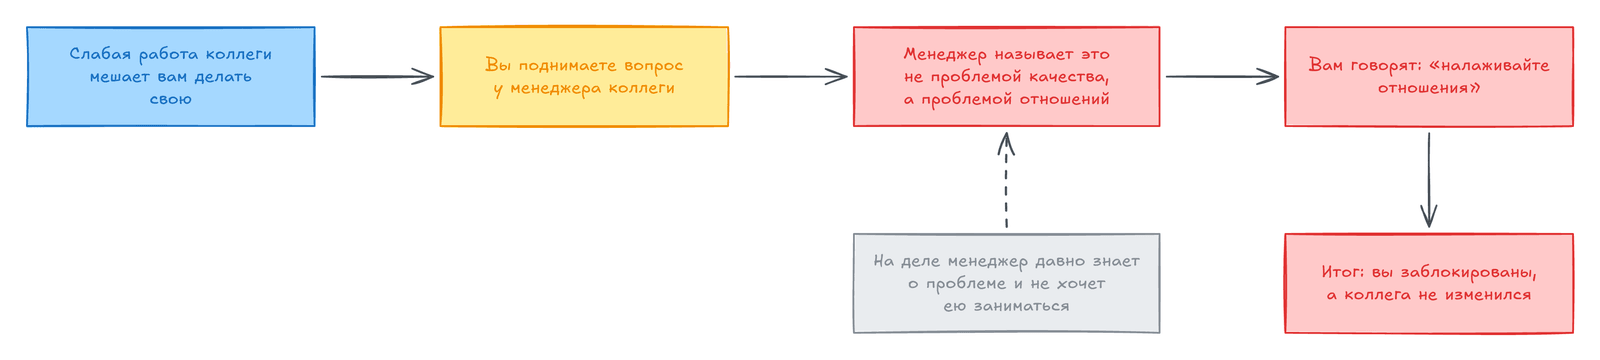 Слабая работа коллеги
мешает вам делать
свою
Вы поднимаете вопрос
у менеджера коллеги
Менеджер называет это
не проблемой качества,
а проблемой отношений
Вам говорят: «налаживайте
отношения»
На деле менеджер давно знает
о проблеме и не хочет
ею заниматься
Итог: вы заблокированы,
а коллега не изменился